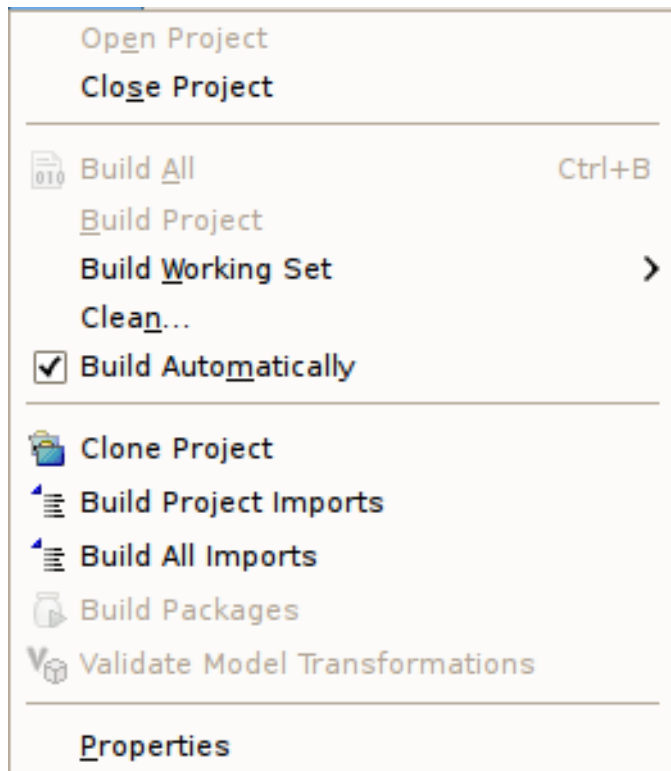 Open Project
Close Project
Build All Ctrl+B
Build Project
Build Working Set
Clean...
Build Automatically
Clone Project
Build Project Imports
Build All Imports
Build Packages
Validate Model Transformations
Properties